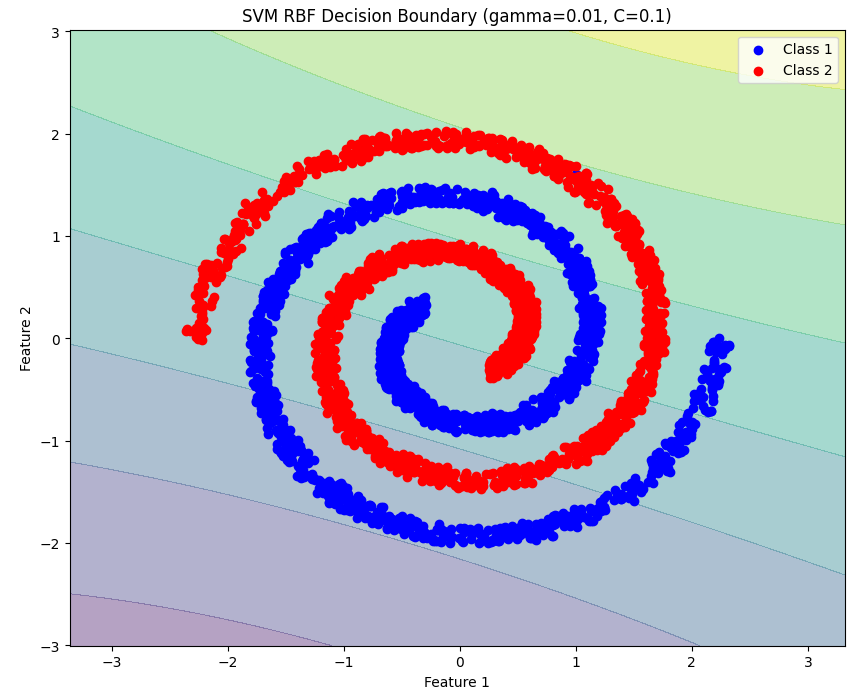 SVM RBF Decision Boundary (gamma=0.01, C=0.1)
Class 1
Class 2
3
2
1
0
−1
−2
−3
Feature 2
−3 −2 −1 0 1 2 3
Feature 1